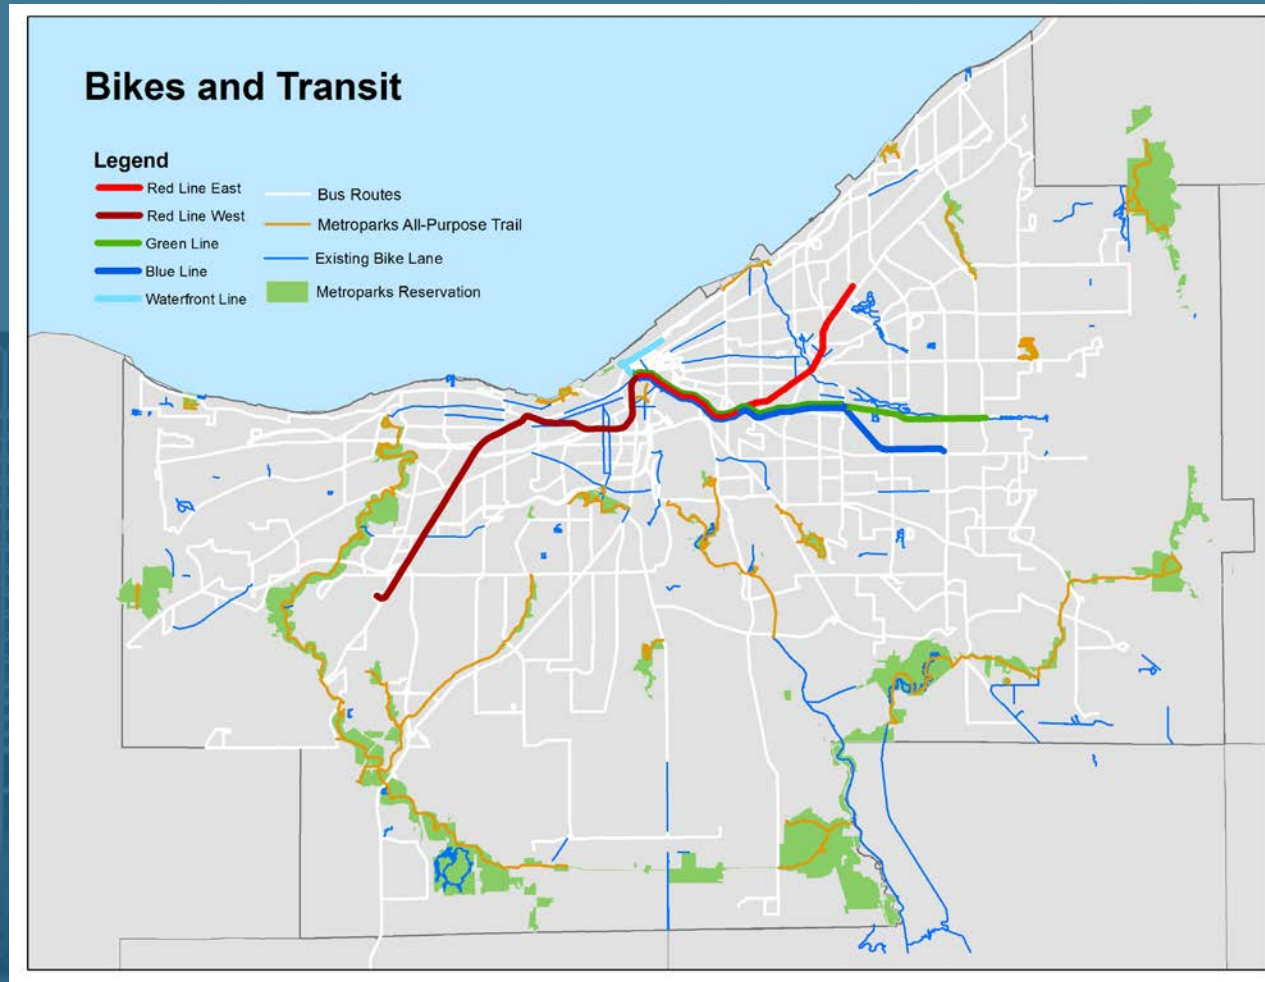 Bikes and Transit
Legend
Red Line East
Red Line West
Green Line
Blue Line
Waterfront Line
Bus Routes
Metroparks All-Purpose Trail
Existing Bike Lane
Metroparks Reservation